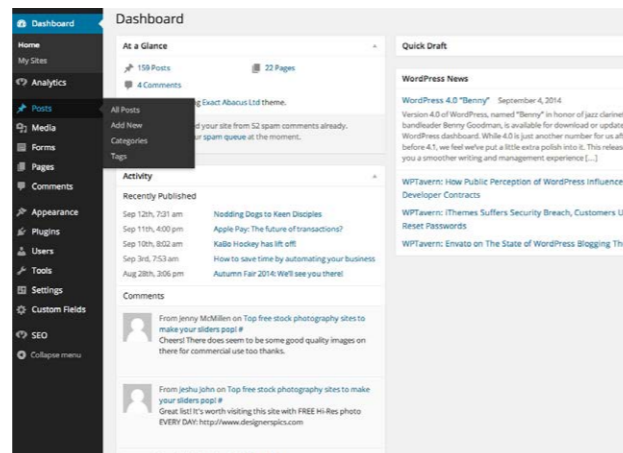 Dashboard
Home
My Sites
Analytics
Posts
Media
Forms
Pages
Comments
Appearance
Plugins
Users
Tools
Settings
Custom Fields
SEO
Collapse menu
All Posts
Add New
Categories
Tags
Dashboard
At a Glance
159 Posts
22 Pages
4 Comments
Exact Abacus Ltd theme.
your site from 52 spam comments already.
spam queue at the moment.
Activity
Recently Published
Sep 12th, 7:31 am Nodding Dogs to Keen Disciples
Sep 11th, 4:00 pm Apple Pay: The future of transactions?
Sep 10th, 8:02 am KaBo Hockey has lift off!
Sep 3rd, 7:53 am How to save time by automating your business
Aug 28th, 3:06 pm Autumn Fair 2014: We'll see you there!
Comments
From Jenny McMillen on Top free stock photography sites to
make your sliders pop! #
Cheers! There does seem to be some good quality images on
there for commercial use too thanks.
From jeshu john on Top free stock photography sites to make
your sliders pop! #
Great list! It's worth visiting this site with FREE Hi-Res photo
EVERY DAY: http://www.designerspics.com
Quick Draft
WordPress News
WordPress 4.0 "Benny" September 4, 2014
Version 4.0 of WordPress, named "Benny" in honor of jazz clarinet
bandleader Benny Goodman, is available for download or update
WordPress dashboard. While 4.0 is just another number for us af
before 4.1, we feel we've put a little extra polish into it. This releas
you a smoother writing and management experience [...]
WPTavern: How Public Perception of WordPress Influence
Developer Contracts
WPTavern: iThemes Suffers Security Breach, Customers U
Reset Passwords
WPTavern: Envato on The State of WordPress Blogging Th